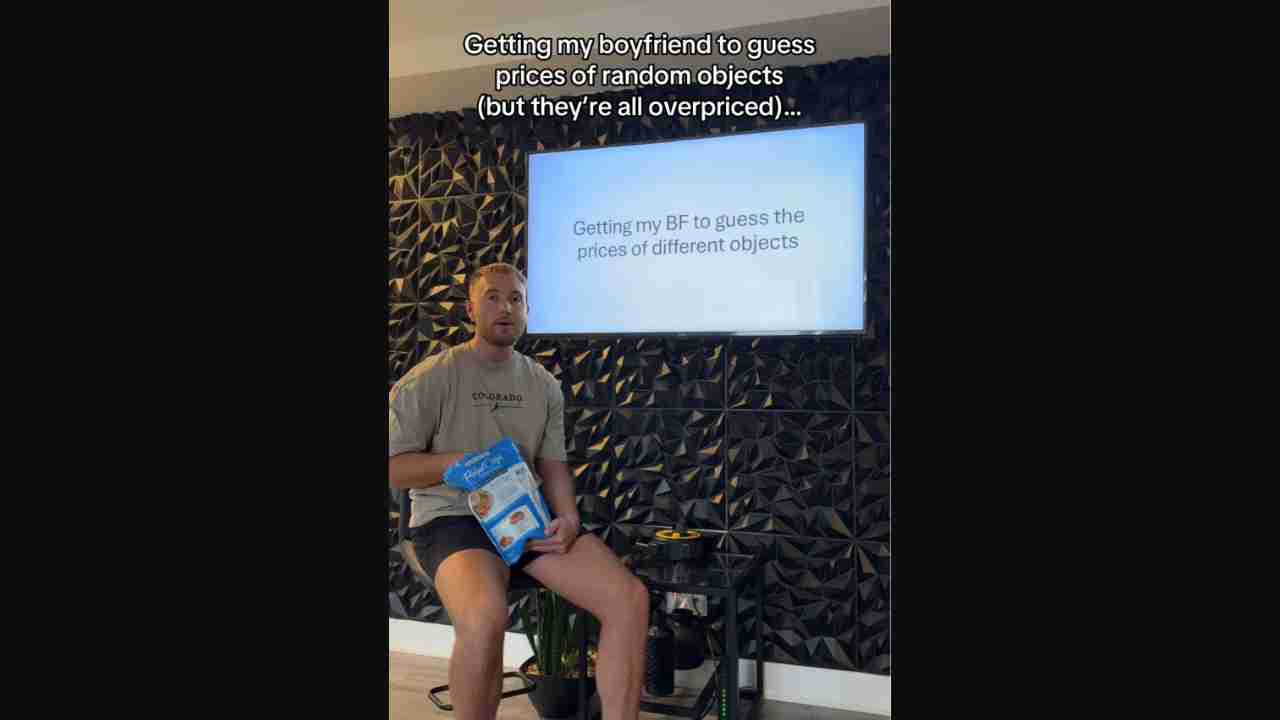 Getting my boyfriend to guess
prices of random objects
(but they're all overpriced)...
Getting my BF to guess the
prices of different objects
COLORADO